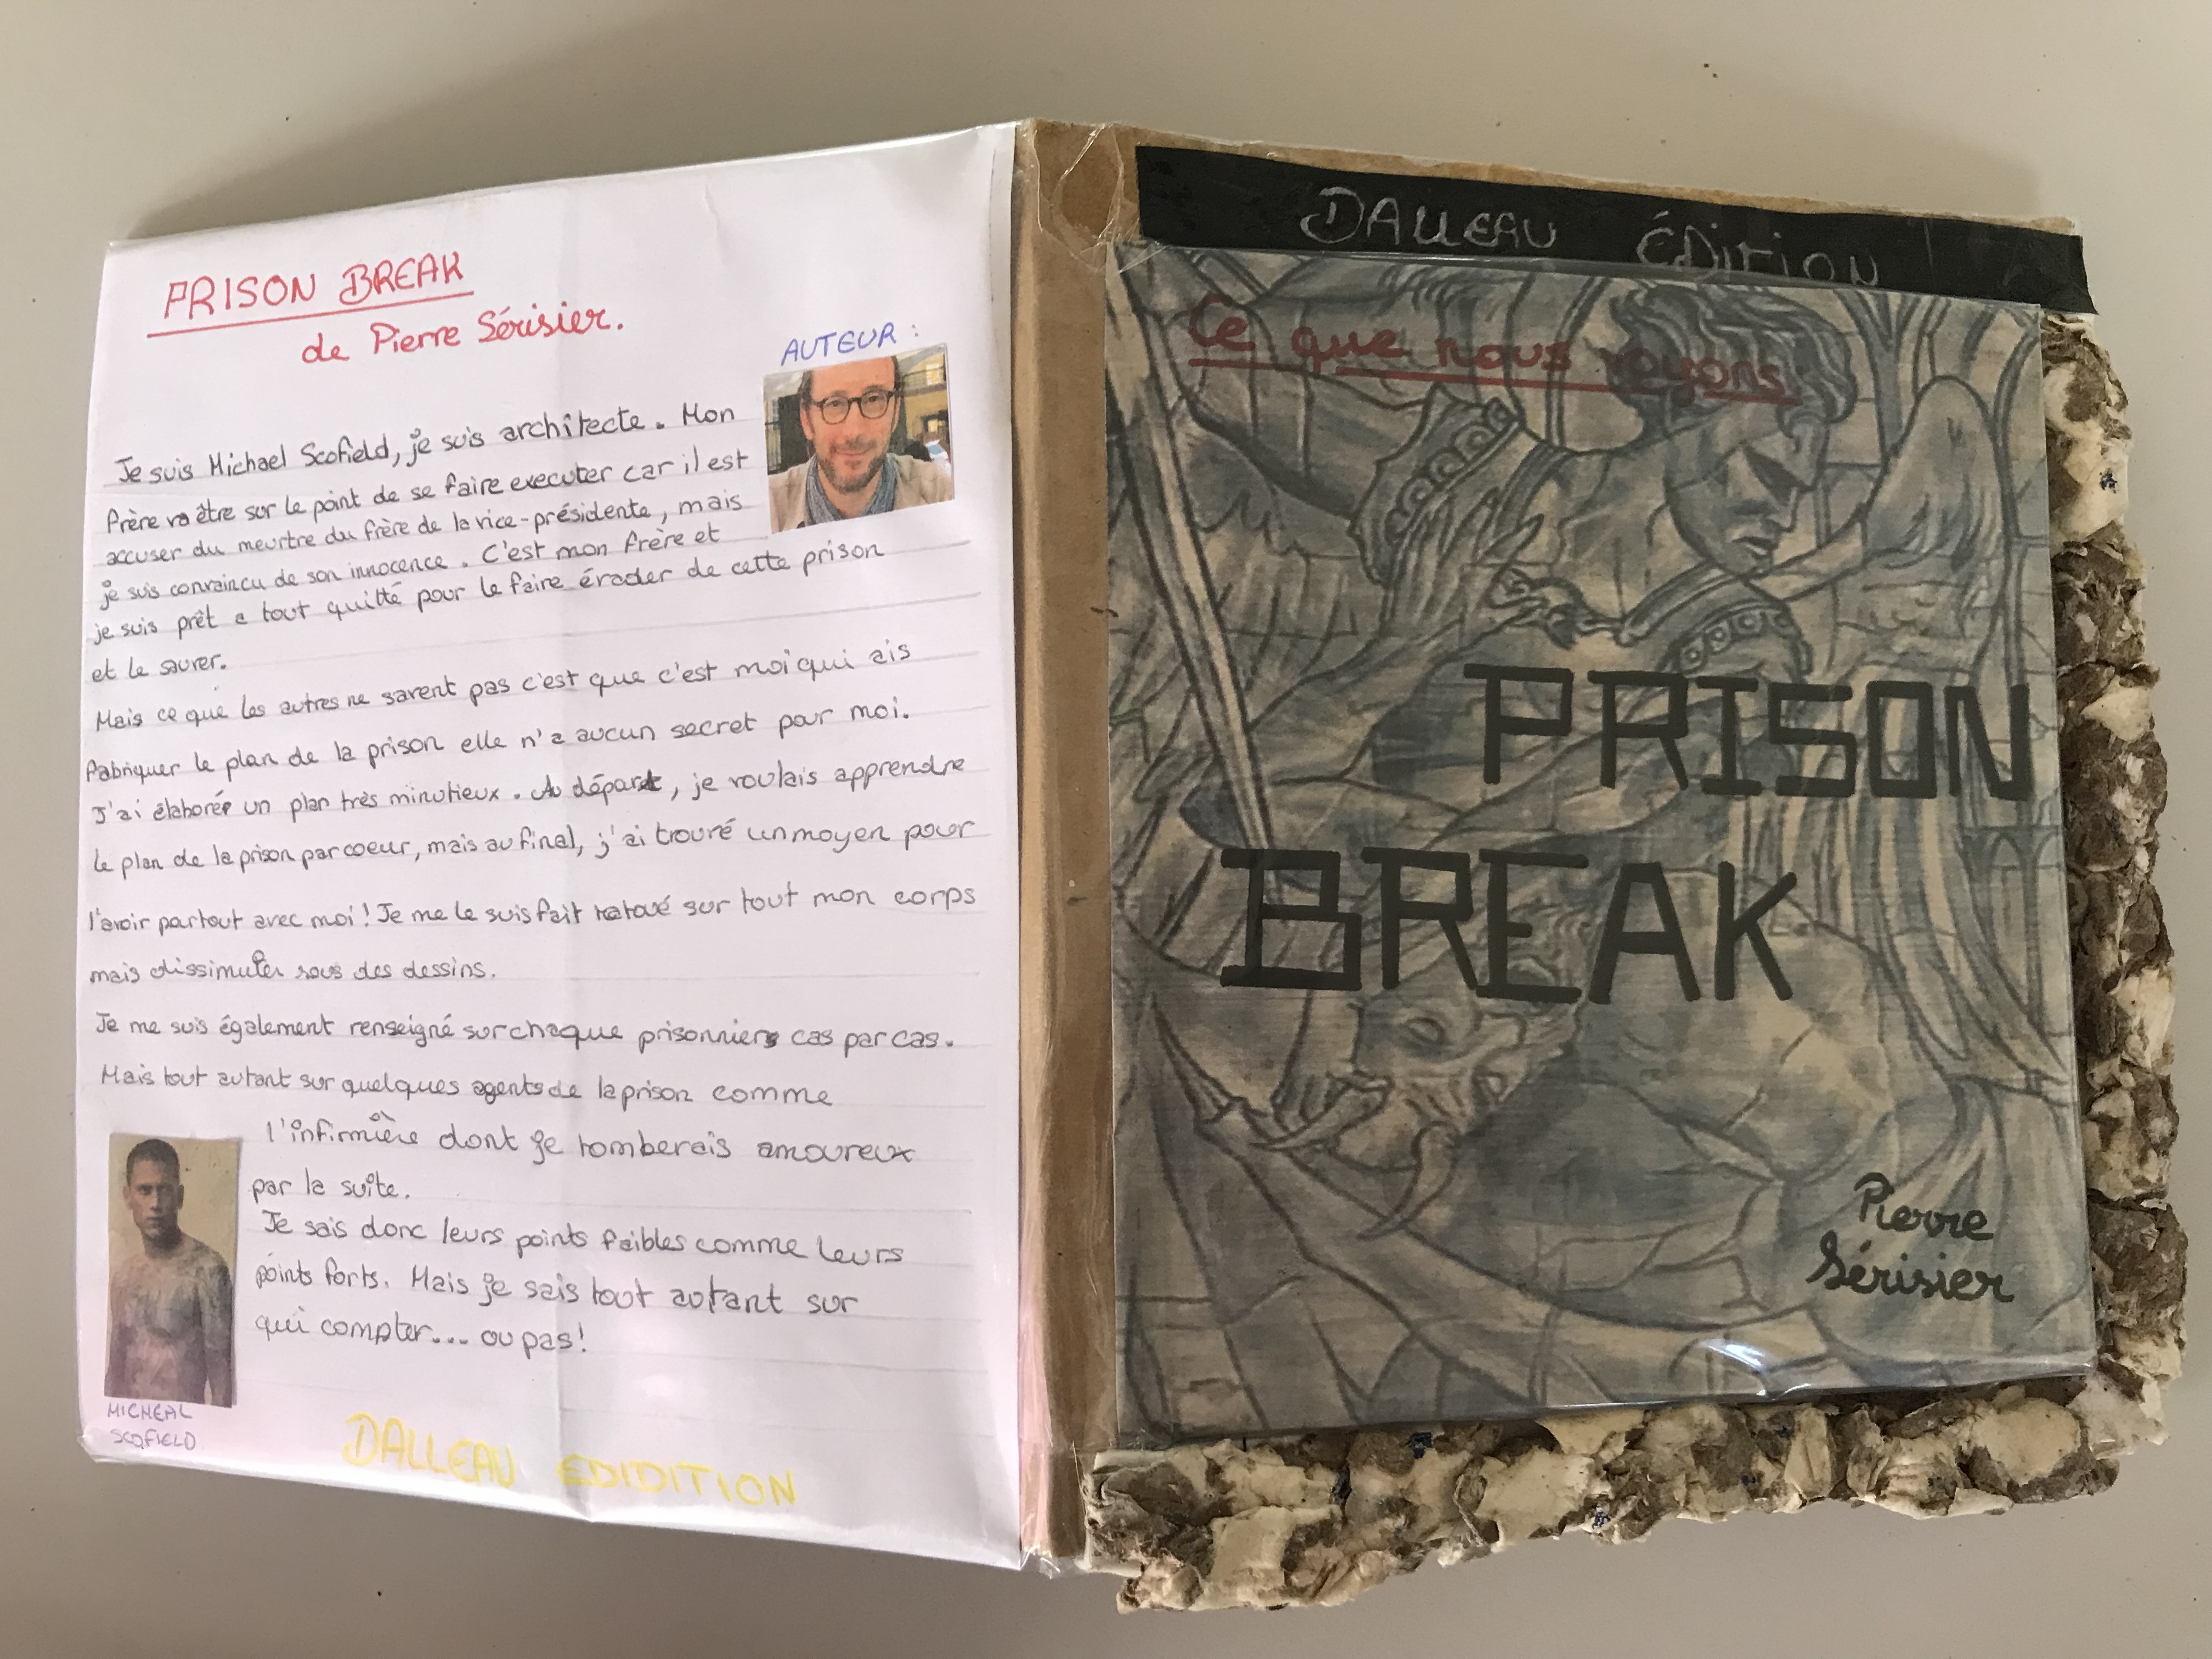 PRISON BREAK
de Pierre Sérisier.
AUTEUR :
Je suis Michael Scofield, je suis architecte. Mon
frère va être sur le point de se faire executer car il est
accuser du meurtre du frère de la vice-présidente, mais
je suis convaincu de son innocence. C'est mon frère et
je suis prêt a tout quitté pour le faire évader de cette prison
et le sauver.
Mais ce que les autres ne savent pas c'est que c'est moi qui ais
fabriquer le plan de la prison elle n'a aucun secret pour moi.
J'ai élaborér un plan très minutieux. Au départ, je voulais apprendre
le plan de la prison par coeur, mais au final, j'ai trouvé un moyen pour
l'avoir partout avec moi! Je me le suis fait tatoué sur tout mon corps
mais dissimuler sous des dessins.
Je me suis également renseigné sur chaque prisonniers cas par cas.
Mais tout autant sur quelques agents de la prison comme
l'infirmière dont je tomberais amoureux
par la suite.
Je sais donc leurs points faibles comme leurs
points forts. Mais je sais tout autant sur
qui compter... ou pas!
MICHEAL
SCOFIELD
DALLEAU EDIDITION
DALLEAU ÉDITION
Ce que nous voyons
PRISON
BREAK
Pierre
Sérisier